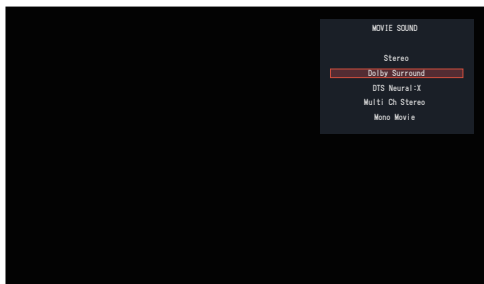 MOVIE SOUND
Stereo
Dolby Surround
DTS Neural:X
Multi Ch Stereo
Mono Movie